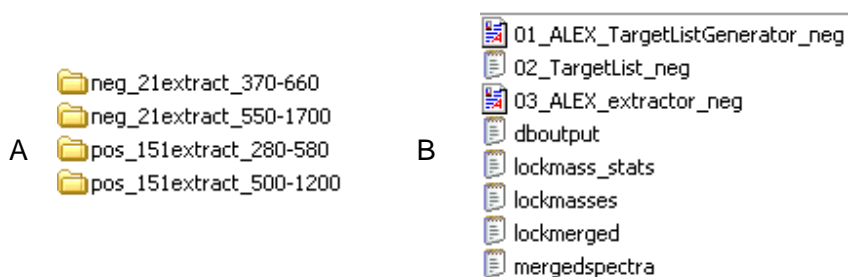 A
neg_21extract_370-660
neg_21extract_550-1700
pos_151extract_280-580
pos_151extract_500-1200
B
01_ALEX_TargetListGenerator_neg
02_TargetList_neg
03_ALEX_extractor_neg
dboutput
lockmass_stats
lockmasses
lockmerged
mergedspectra